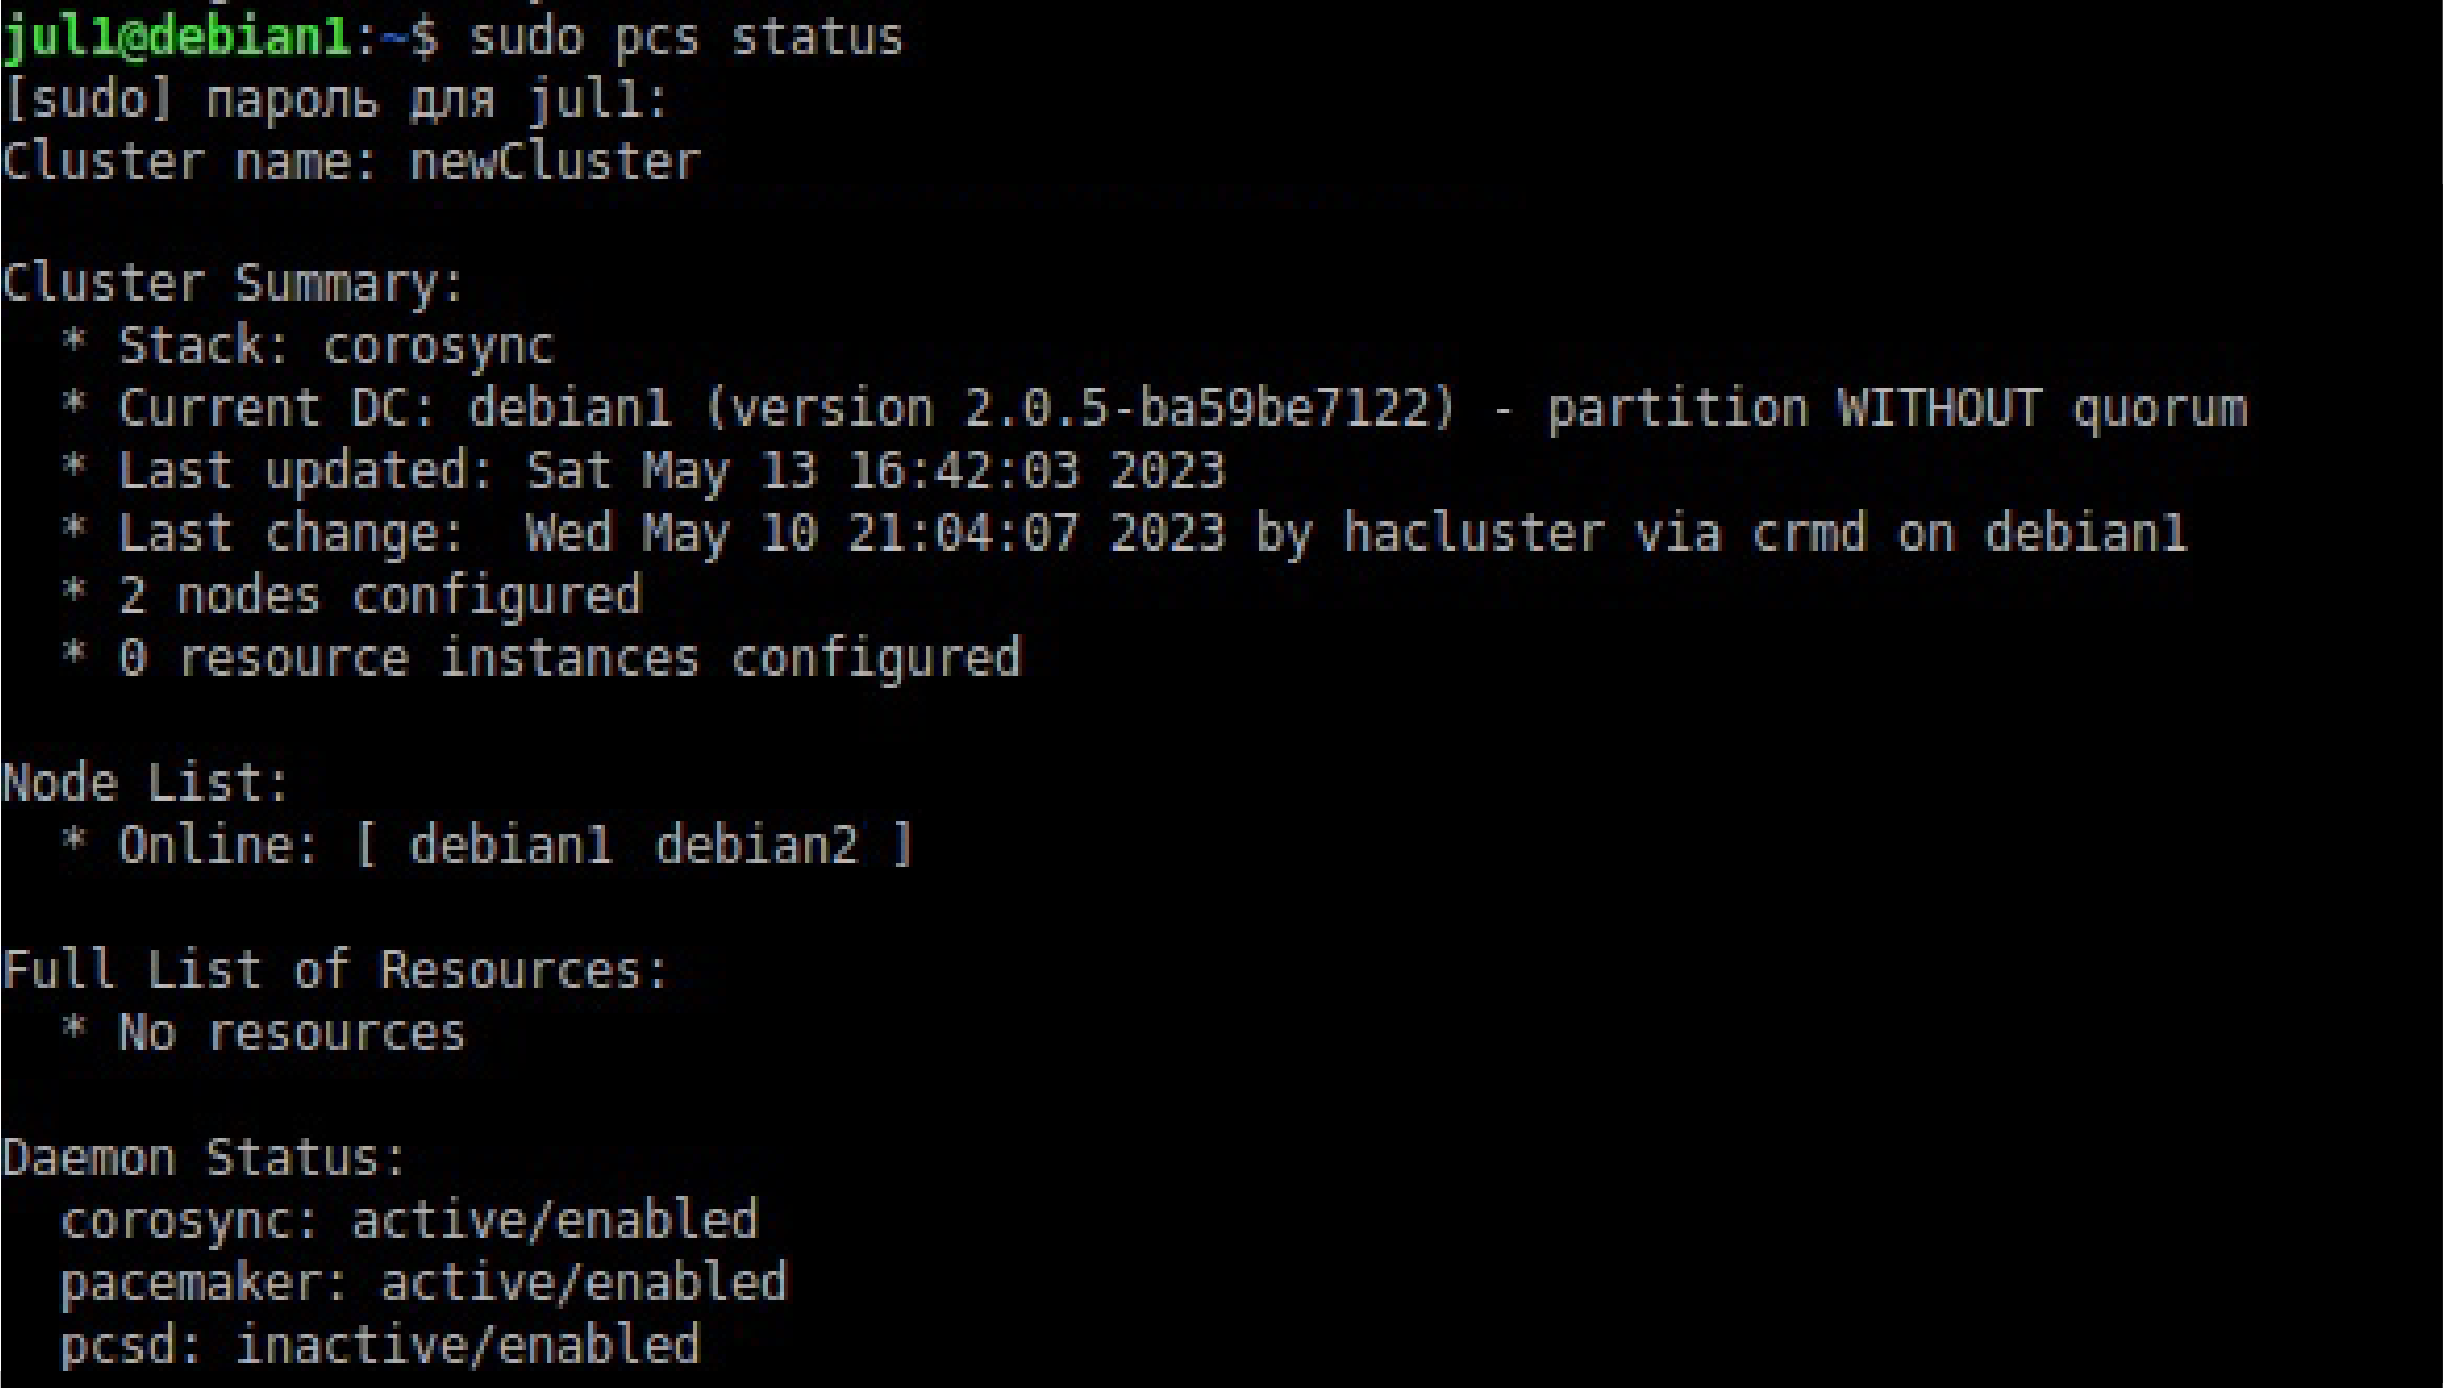 jul1@debian1:~$ sudo pcs status
[sudo] пароль для jul1:
Cluster name: newCluster
Cluster Summary:
* Stack: corosync
* Current DC: debian1 (version 2.0.5-ba59be7122) - partition WITHOUT quorum
* Last updated: Sat May 13 16:42:03 2023
* Last change:  Wed May 10 21:04:07 2023 by hacluster via crmd on debian1
* 2 nodes configured
* 0 resource instances configured
Node List:
* Online: [ debian1 debian2 ]
Full List of Resources:
* No resources
Daemon Status:
corosync: active/enabled
pacemaker: active/enabled
pcsd: inactive/enabled